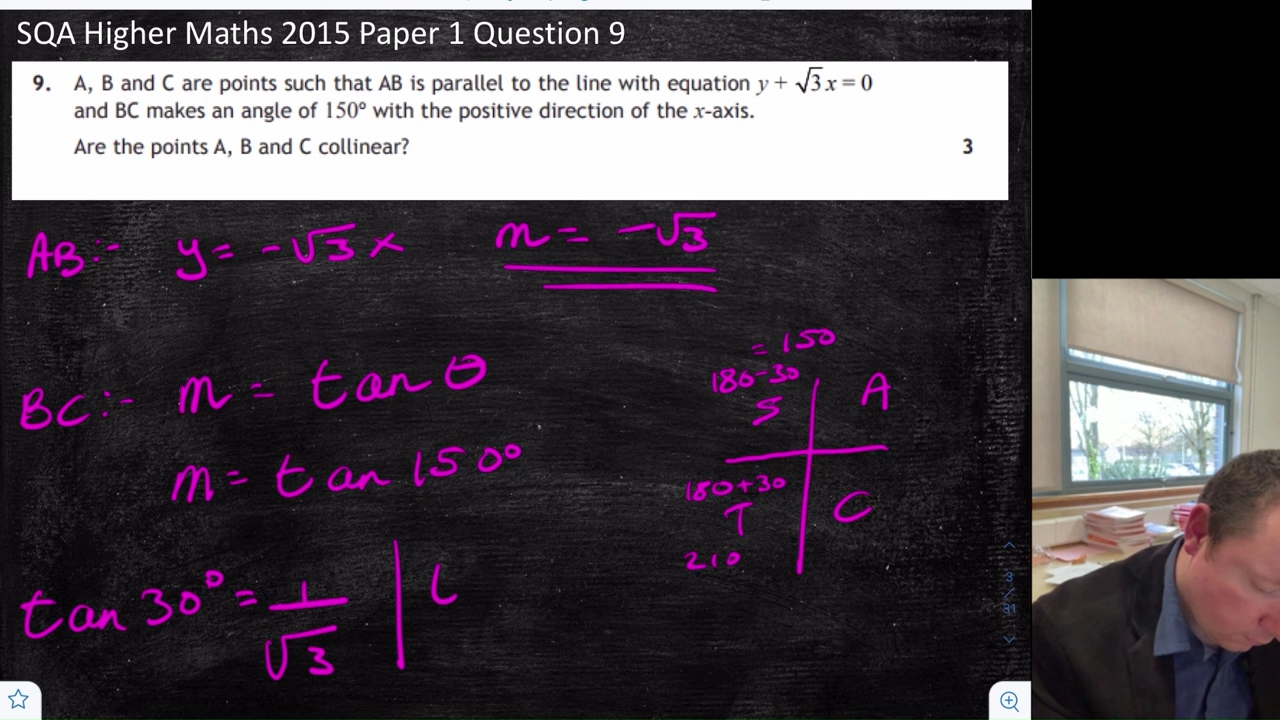 SQA Higher Maths 2015 Paper 1 Question 9
9. A, B and C are points such that AB is parallel to the line with equation y + √3 x = 0
and BC makes an angle of 150° with the positive direction of the x-axis.
Are the points A, B and C collinear? 3
AB:- y = -√3 x m = -√3
BC:- m = tan θ
m = tan 150°
tan 30° = 1/√3
= 150
180-30
S A
180+30
T C
210
3
/
31